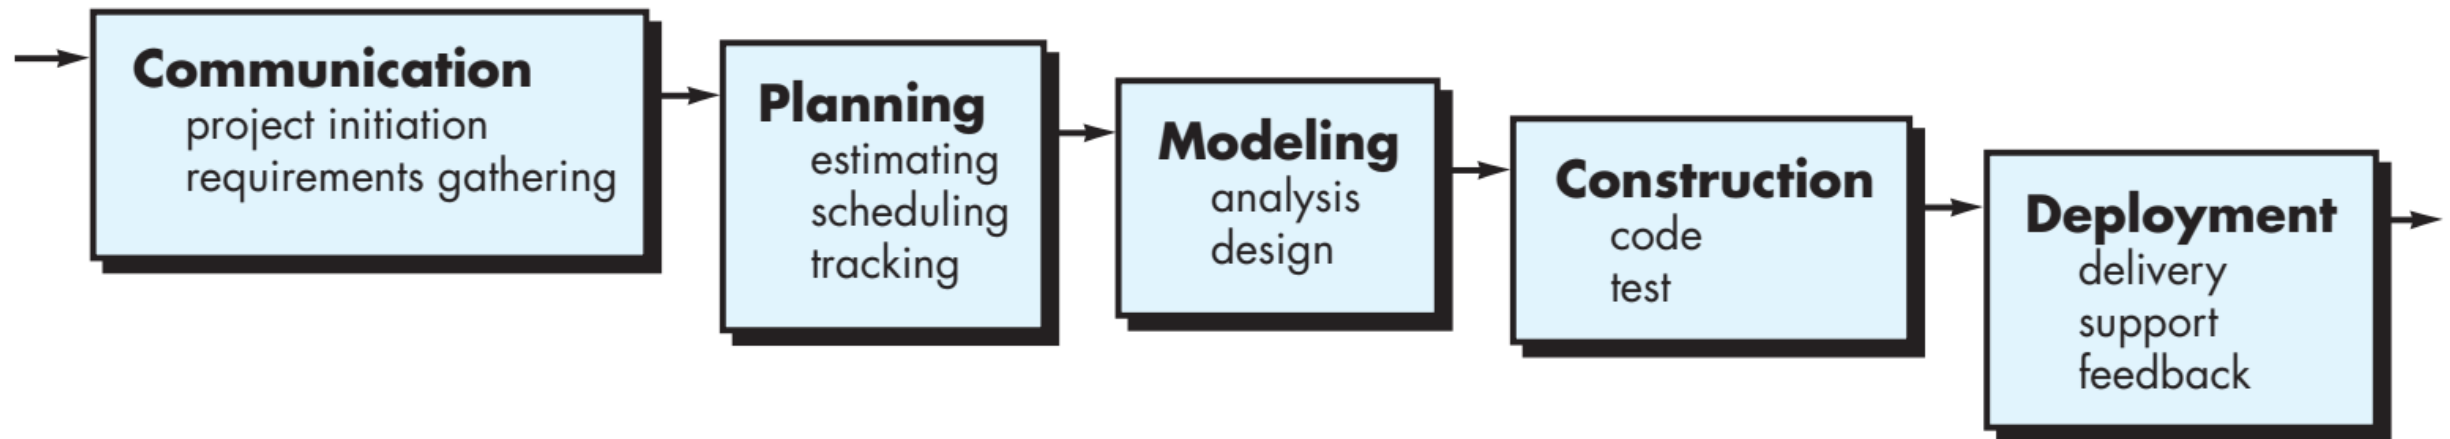 Communication
project initiation
requirements gathering
Planning
estimating
scheduling
tracking
Modeling
analysis
design
Construction
code
test
Deployment
delivery
support
feedback